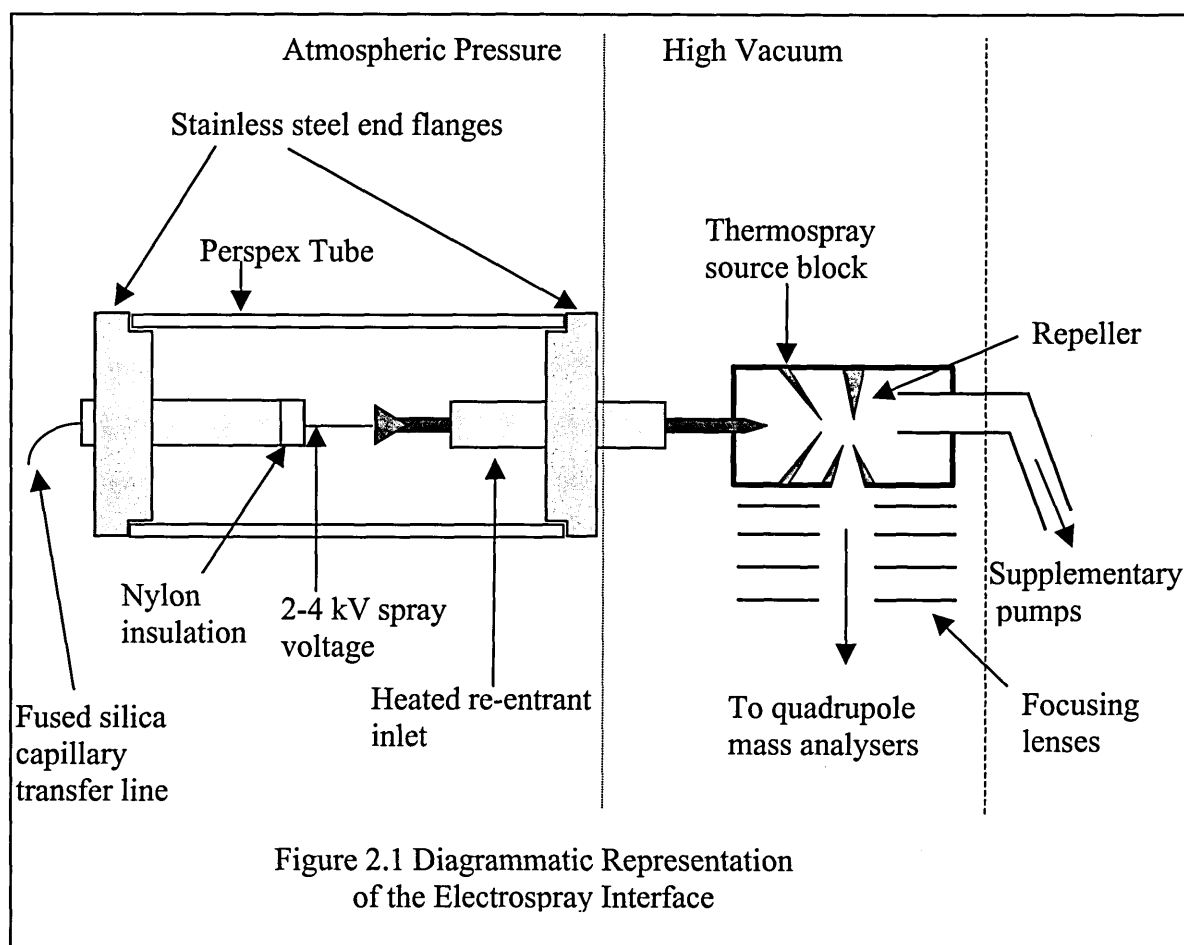 Atmospheric Pressure
High Vacuum
Stainless steel end flanges
Perspex Tube
Thermospray
source block
Repeller
Nylon
insulation
2-4 kV spray
voltage
Heated re-entrant
inlet
Fused silica
capillary
transfer line
To quadrupole
mass analysers
Focusing
lenses
Supplementary
pumps
Figure 2.1 Diagrammatic Representation
of the Electrospray Interface